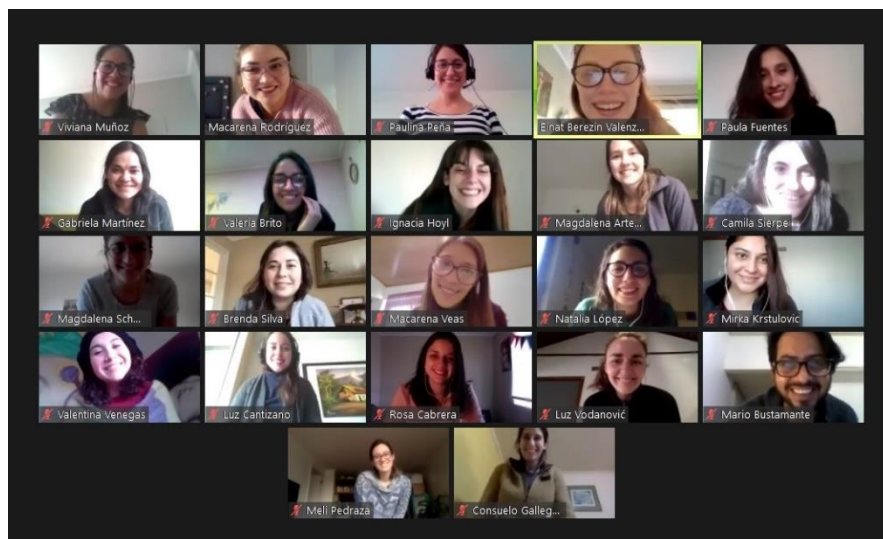 Viviana Muñoz
Macarena Rodríguez
Paulina Peña
Einat Berezin Valenz...
Paula Fuentes
Gabriela Martínez
Valeria Brito
Ignacia Hoyl
Magdalena Arte...
Camila Sierpe
Magdalena Sch...
Brenda Silva
Macarena Veas
Natalia López
Mirka Krstulovic
Valentina Venegas
Luz Cantizano
Rosa Cabrera
Luz Vodanović
Mario Bustamante
Meli Pedraza
Consuelo Galleg...